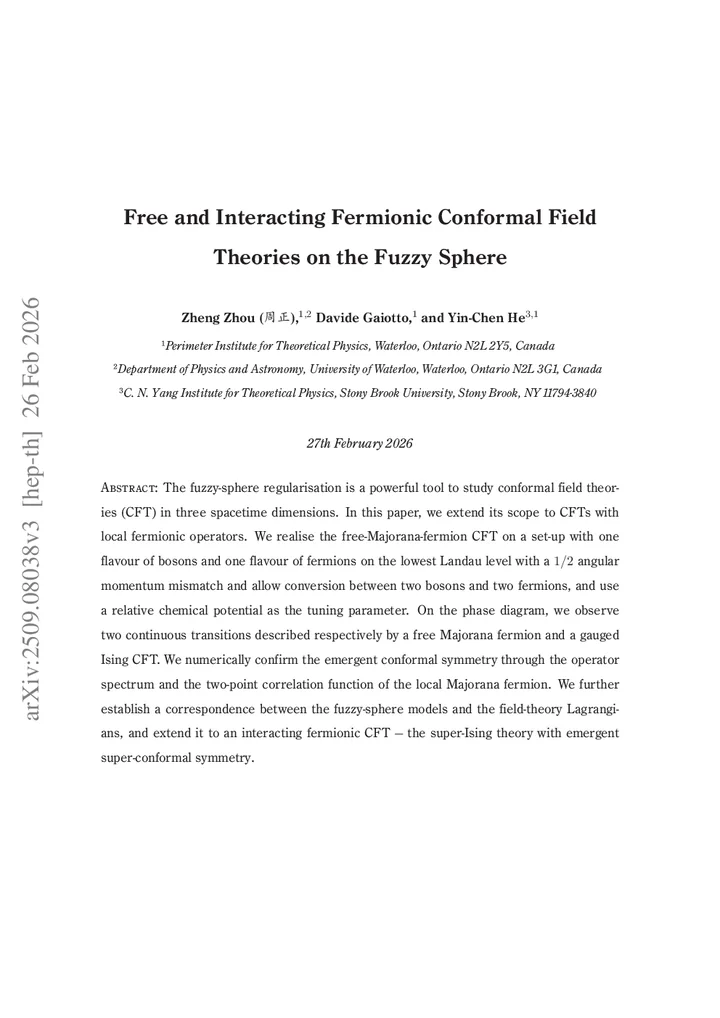 arXiv:2509.08038v3 [hep-th] 26 Feb 2026
Free and Interacting Fermionic Conformal Field
Theories on the Fuzzy Sphere
Zheng Zhou (周正),1,2 Davide Gaiotto,1 and Yin-Chen He3,1
1Perimeter Institute for Theoretical Physics, Waterloo, Ontario N2L 2Y5, Canada
2Department of Physics and Astronomy, University of Waterloo, Waterloo, Ontario N2L 3G1, Canada
3C. N. Yang Institute for Theoretical Physics, Stony Brook University, Stony Brook, NY 11794-3840
27th February 2026
Abstract: The fuzzy-sphere regularisation is a powerful tool to study conformal field theor-
ies (CFT) in three spacetime dimensions. In this paper, we extend its scope to CFTs with
local fermionic operators. We realise the free-Majorana-fermion CFT on a set-up with one
flavour of bosons and one flavour of fermions on the lowest Landau level with a 1/2 angular
momentum mismatch and allow conversion between two bosons and two fermions, and use
a relative chemical potential as the tuning parameter. On the phase diagram, we observe
two continuous transitions described respectively by a free Majorana fermion and a gauged
Ising CFT. We numerically confirm the emergent conformal symmetry through the operator
spectrum and the two-point correlation function of the local Majorana fermion. We further
establish a correspondence between the fuzzy-sphere models and the field-theory Lagrangi-
ans, and extend it to an interacting fermionic CFT – the super-Ising theory with emergent
super-conformal symmetry.